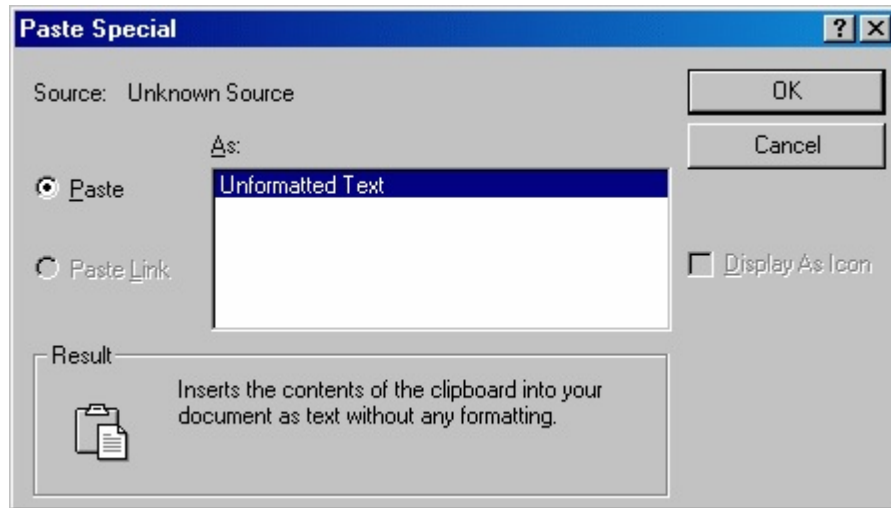 Paste Special
Source: Unknown Source
OK
As:
Cancel
Paste
Unformatted Text
Paste Link
Display As Icon
Result
Inserts the contents of the clipboard into your
document as text without any formatting.